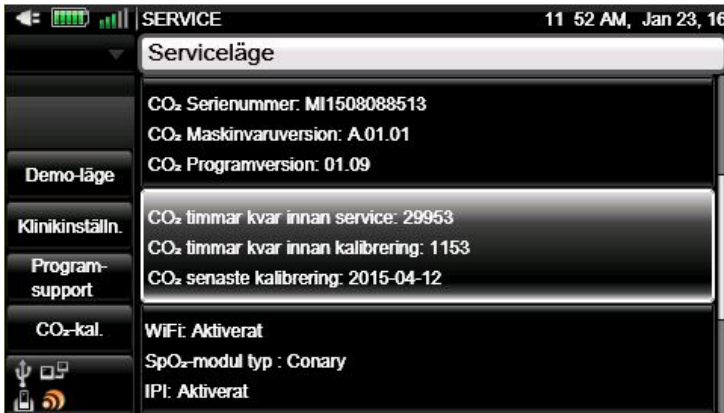 SERVICE
11 52 AM, Jan 23, 16
Serviceläge
CO₂ Serienummer: MI1508088513
CO₂ Maskinvaruversion: A.01.01
CO₂ Programversion: 01.09
Demo-läge
Klinikinställn.
CO₂ timmar kvar innan service: 29953
CO₂ timmar kvar innan kalibrering: 1153
CO₂ senaste kalibrering: 2015-04-12
Program-
support
CO₂-kal.
WiFi: Aktiverat
SpO₂-modul typ : Conary
IPI: Aktiverat